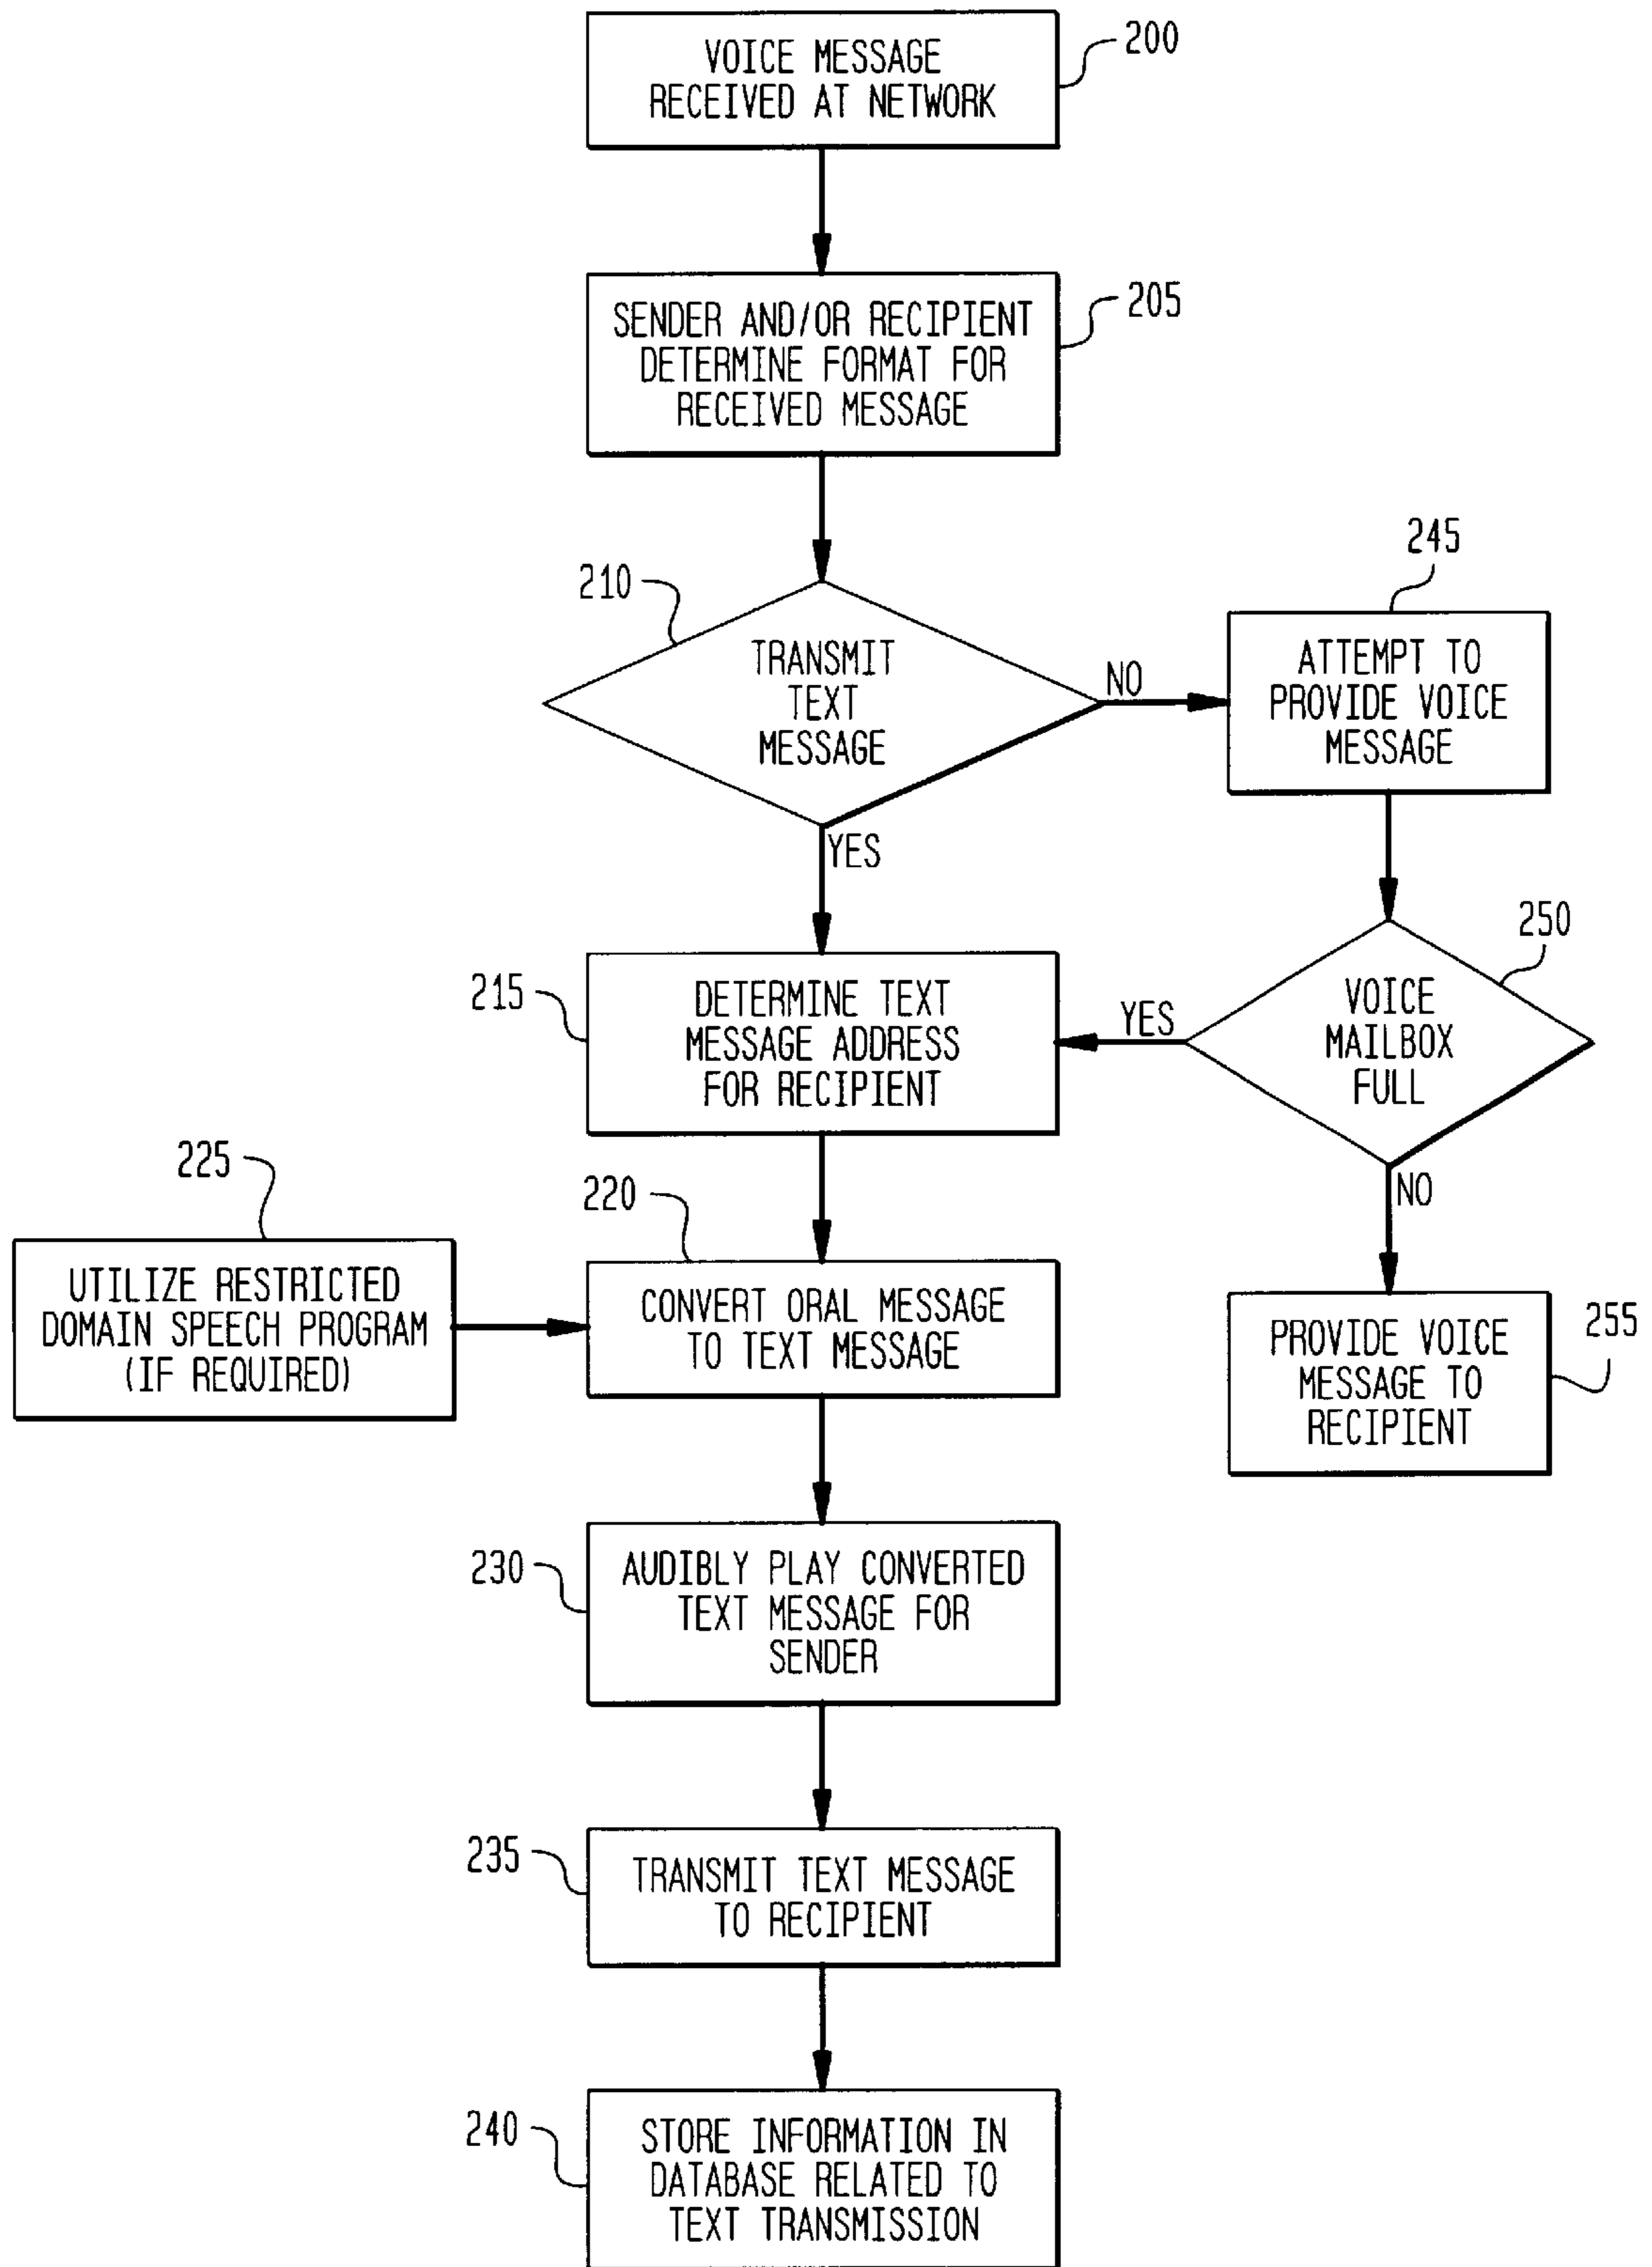 VOICE MESSAGE
RECEIVED AT NETWORK
200
SENDER AND/OR RECIPIENT
DETERMINE FORMAT FOR
RECEIVED MESSAGE
205
210
TRANSMIT
TEXT
MESSAGE
NO
YES
245
ATTEMPT TO
PROVIDE VOICE
MESSAGE
250
VOICE
MAILBOX
FULL
YES
NO
215
DETERMINE TEXT
MESSAGE ADDRESS
FOR RECIPIENT
225
UTILIZE RESTRICTED
DOMAIN SPEECH PROGRAM
(IF REQUIRED)
220
CONVERT ORAL MESSAGE
TO TEXT MESSAGE
PROVIDE VOICE
MESSAGE TO
RECIPIENT
255
230
AUDIBLY PLAY CONVERTED
TEXT MESSAGE FOR
SENDER
235
TRANSMIT TEXT MESSAGE
TO RECIPIENT
240
STORE INFORMATION IN
DATABASE RELATED TO
TEXT TRANSMISSION